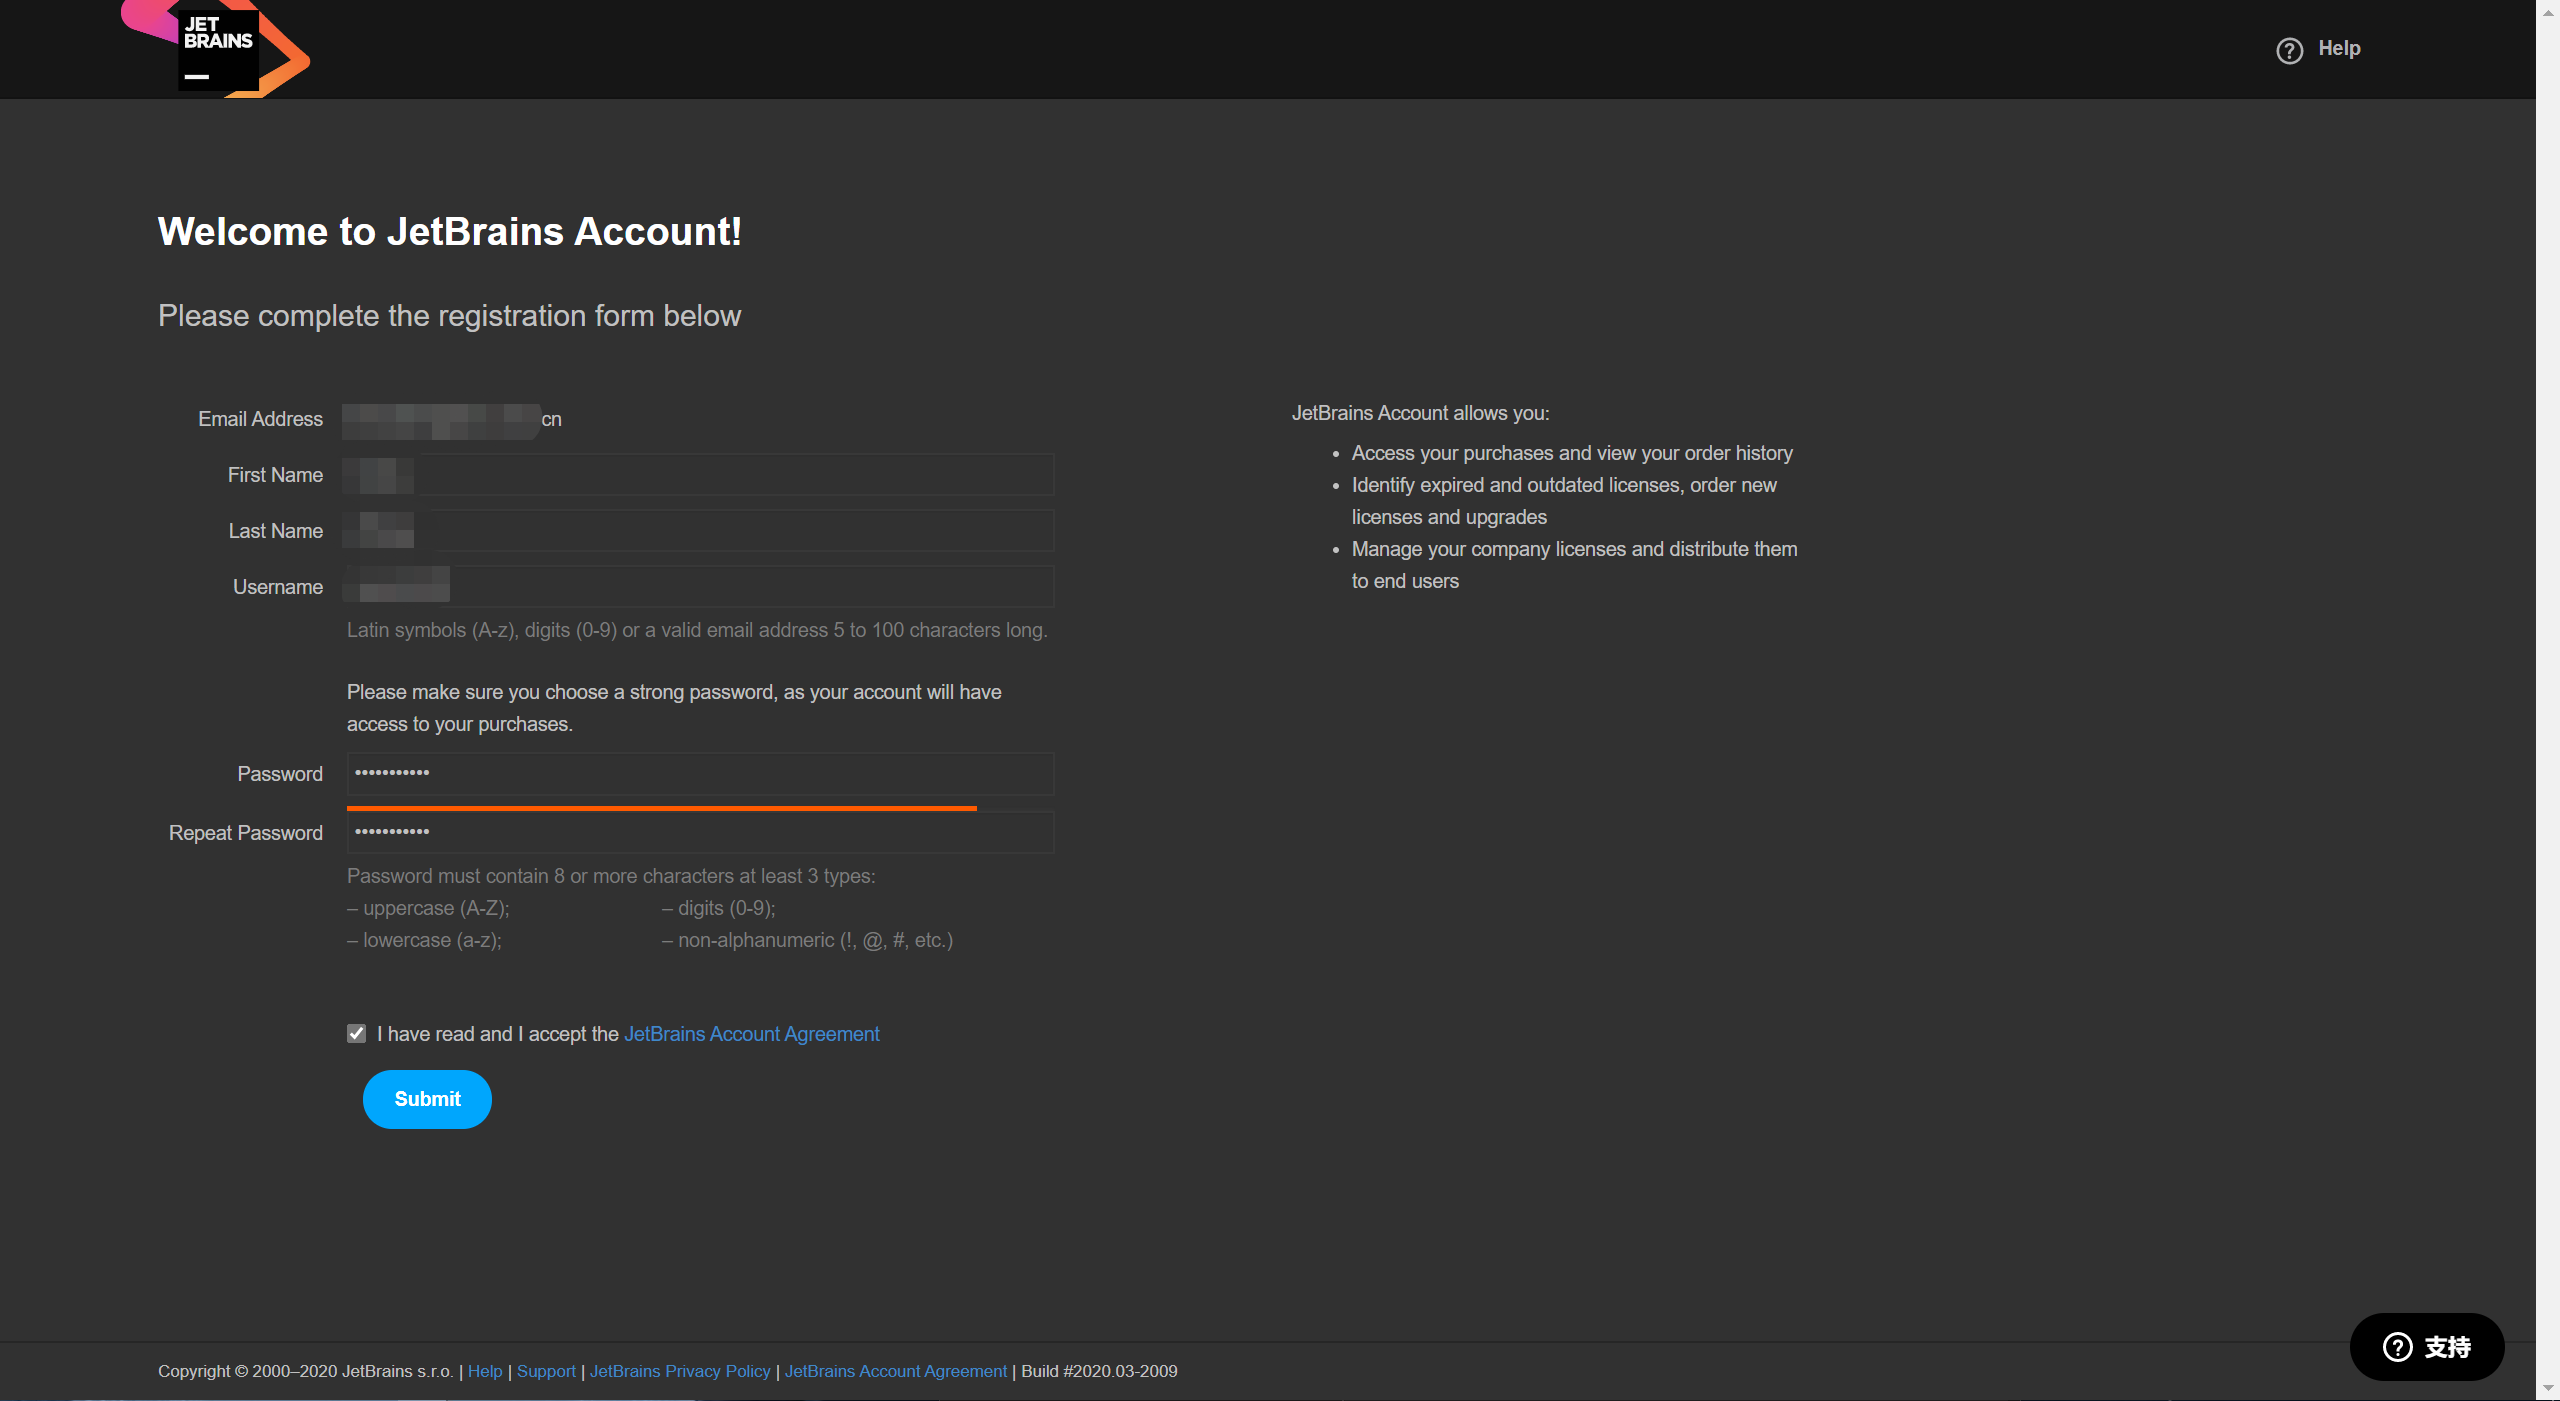 JET
BRAINS
Help
Welcome to JetBrains Account!
Please complete the registration form below
Email Address cn
First Name
Last Name
Username
Latin symbols (A-z), digits (0-9) or a valid email address 5 to 100 characters long.
Please make sure you choose a strong password, as your account will have
access to your purchases.
Password •••••••••••
Repeat Password •••••••••••
Password must contain 8 or more characters at least 3 types:
– uppercase (A-Z); – digits (0-9);
– lowercase (a-z); – non-alphanumeric (!, @, #, etc.)
I have read and I accept the JetBrains Account Agreement
Submit
JetBrains Account allows you:
• Access your purchases and view your order history
• Identify expired and outdated licenses, order new
licenses and upgrades
• Manage your company licenses and distribute them
to end users
支持
Copyright © 2000–2020 JetBrains s.r.o. | Help | Support | JetBrains Privacy Policy | JetBrains Account Agreement | Build #2020.03-2009